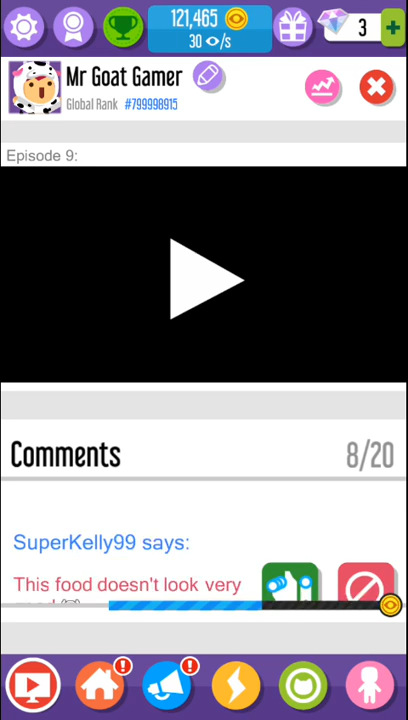 121,465
30 /s
3
Mr Goat Gamer
Global Rank #799998915
Episode 9:
Comments
8/20
SuperKelly99 says:
This food doesn't look very